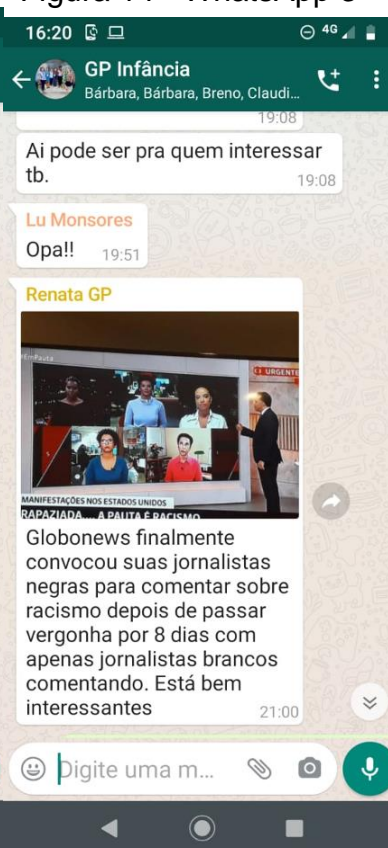 16:20 4G
GP Infância
Bárbara, Bárbara, Breno, Claudi...
19:08
Ai pode ser pra quem interessar
tb. 19:08
Lu Monsores
Opa!! 19:51
Renata GP
#EmPauta
URGENTE
MANIFESTAÇÕES NOS ESTADOS UNIDOS
RAPAZIADA.... A PAUTA É RACISMO
Globonews finalmente
convocou suas jornalistas
negras para comentar sobre
racismo depois de passar
vergonha por 8 dias com
apenas jornalistas brancos
comentando. Está bem
interessantes 21:00
Digite uma m...